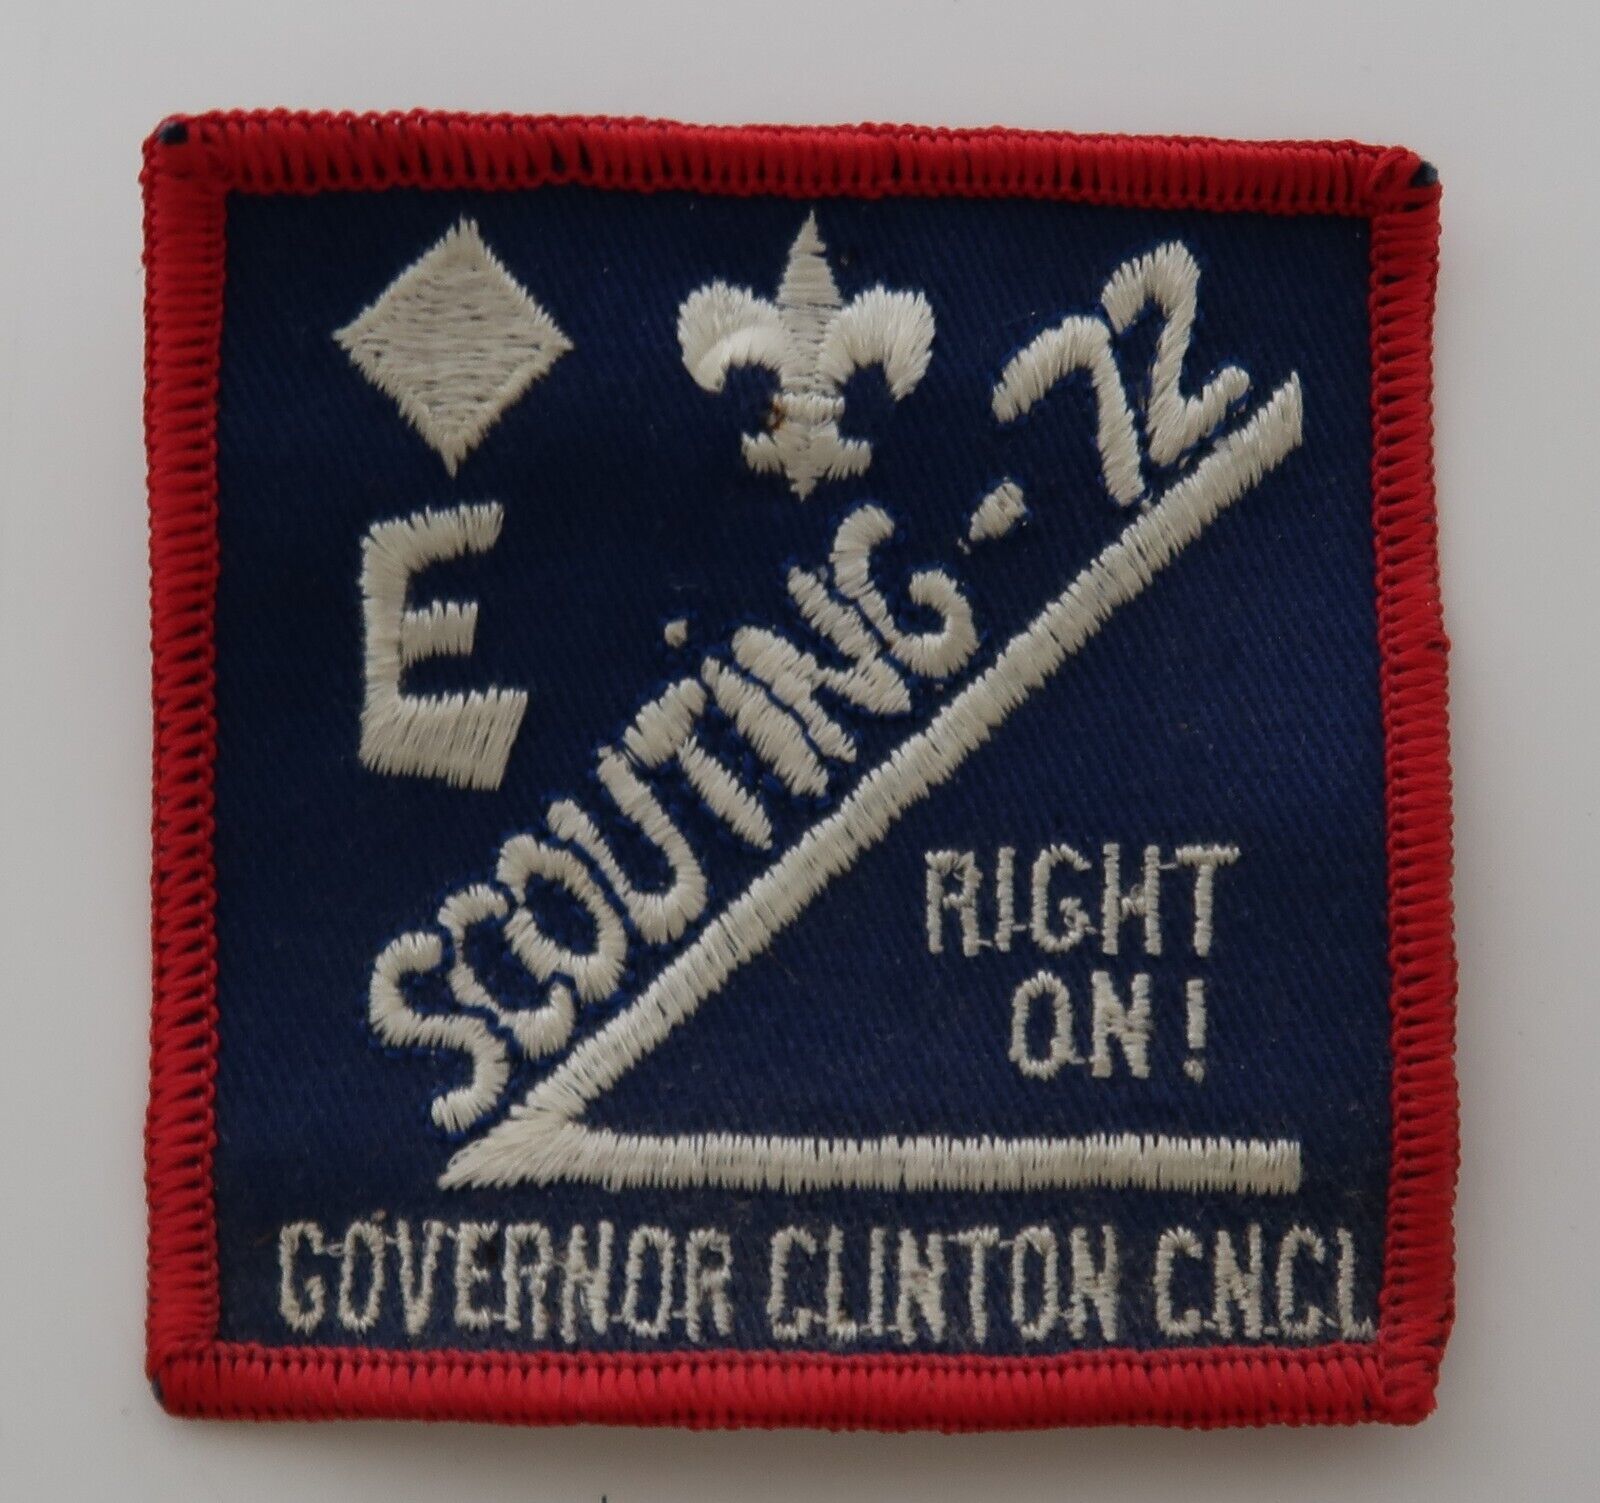 E
SCOUTING - 72
RIGHT
ON!
GOVERNOR CLINTON CNCL